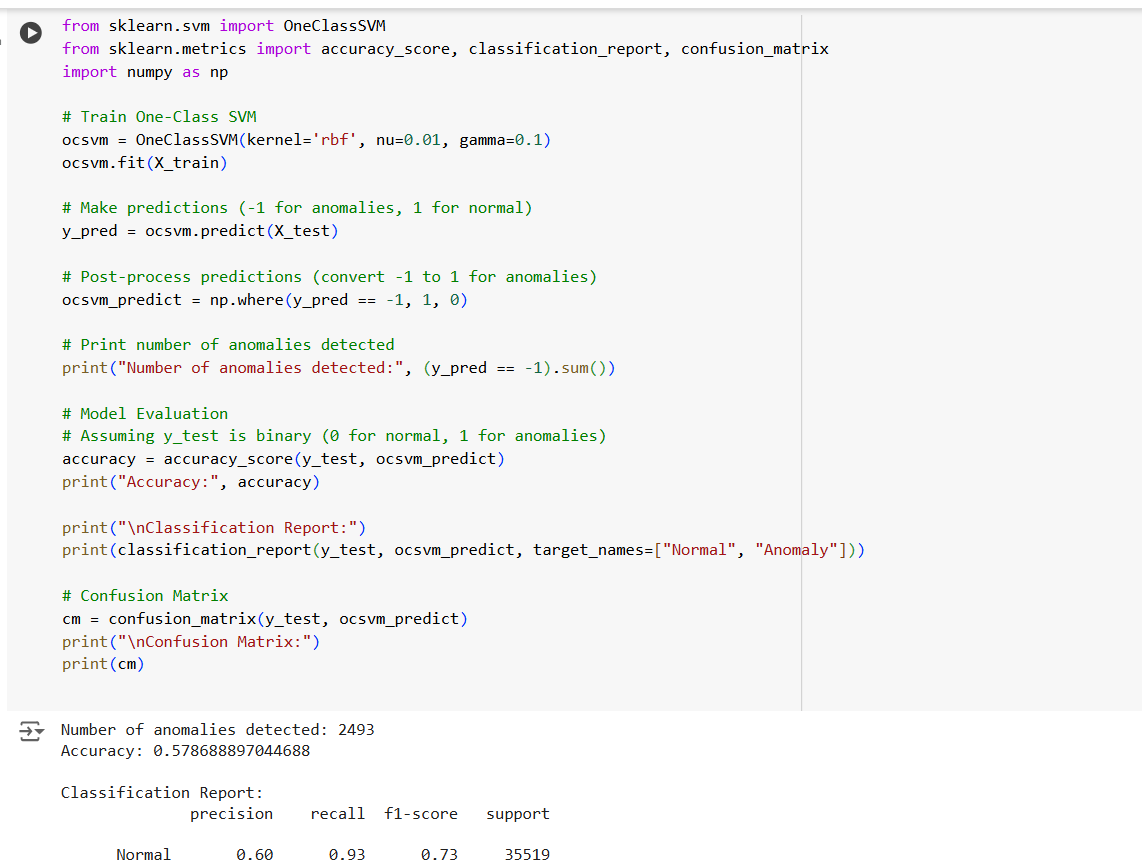 from sklearn.svm import OneClassSVM
from sklearn.metrics import accuracy_score, classification_report, confusion_matrix
import numpy as np
# Train One-Class SVM
ocsvm = OneClassSVM(kernel='rbf', nu=0.01, gamma=0.1)
ocsvm.fit(X_train)
# Make predictions (-1 for anomalies, 1 for normal)
y_pred = ocsvm.predict(X_test)
# Post-process predictions (convert -1 to 1 for anomalies)
ocsvm_predict = np.where(y_pred == -1, 1, 0)
# Print number of anomalies detected
print("Number of anomalies detected:", (y_pred == -1).sum())
# Model Evaluation
# Assuming y_test is binary (0 for normal, 1 for anomalies)
accuracy = accuracy_score(y_test, ocsvm_predict)
print("Accuracy:", accuracy)
print("\nClassification Report:")
print(classification_report(y_test, ocsvm_predict, target_names=["Normal", "Anomaly"]))
# Confusion Matrix
cm = confusion_matrix(y_test, ocsvm_predict)
print("\nConfusion Matrix:")
print(cm)
Number of anomalies detected: 2493
Accuracy: 0.578688897044688
Classification Report:
precision recall f1-score support
Normal 0.60 0.93 0.73 35519